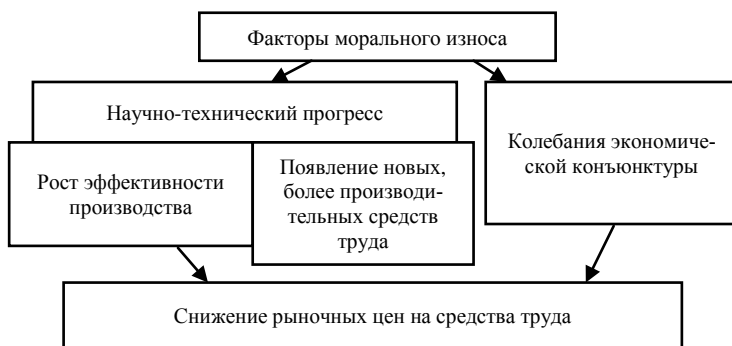 Факторы морального износа
Научно-технический прогресс
Колебания экономиче-
ской конъюнктуры
Рост эффективности
производства
Появление новых,
более производи-
тельных средств
труда
Снижение рыночных цен на средства труда